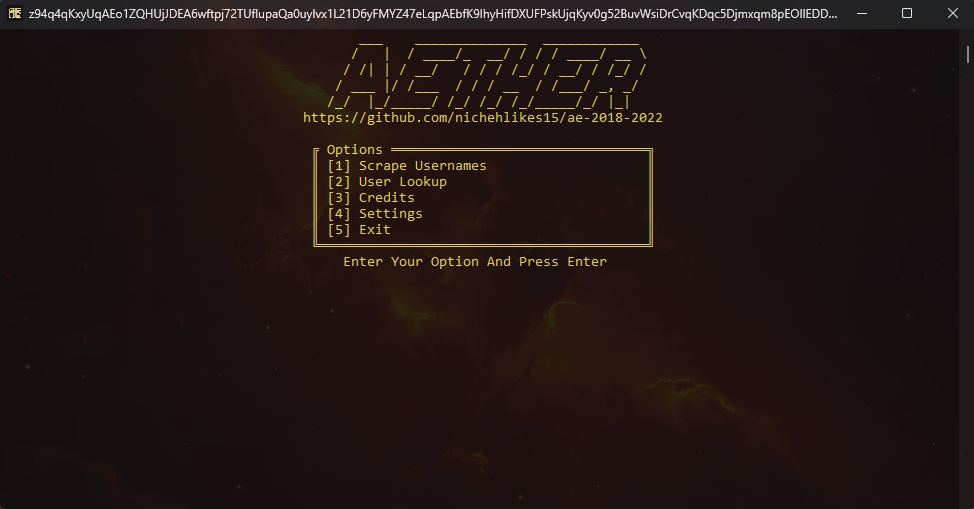 z94q4qKxyUqAEo1ZQHUjJDEA6wftpj72TUflupaQa0uyIvx1L21D6yFMYZ47eLqpAEbfK9IhyHifDXUFPskUjqKyv0g52BuvWsiDrCvqKDqc5Djmxqm8pEOIIEDD...
AETHER
https://github.com/nichehlikes15/ae-2018-2022
Options
[1] Scrape Usernames
[2] User Lookup
[3] Credits
[4] Settings
[5] Exit
Enter Your Option And Press Enter